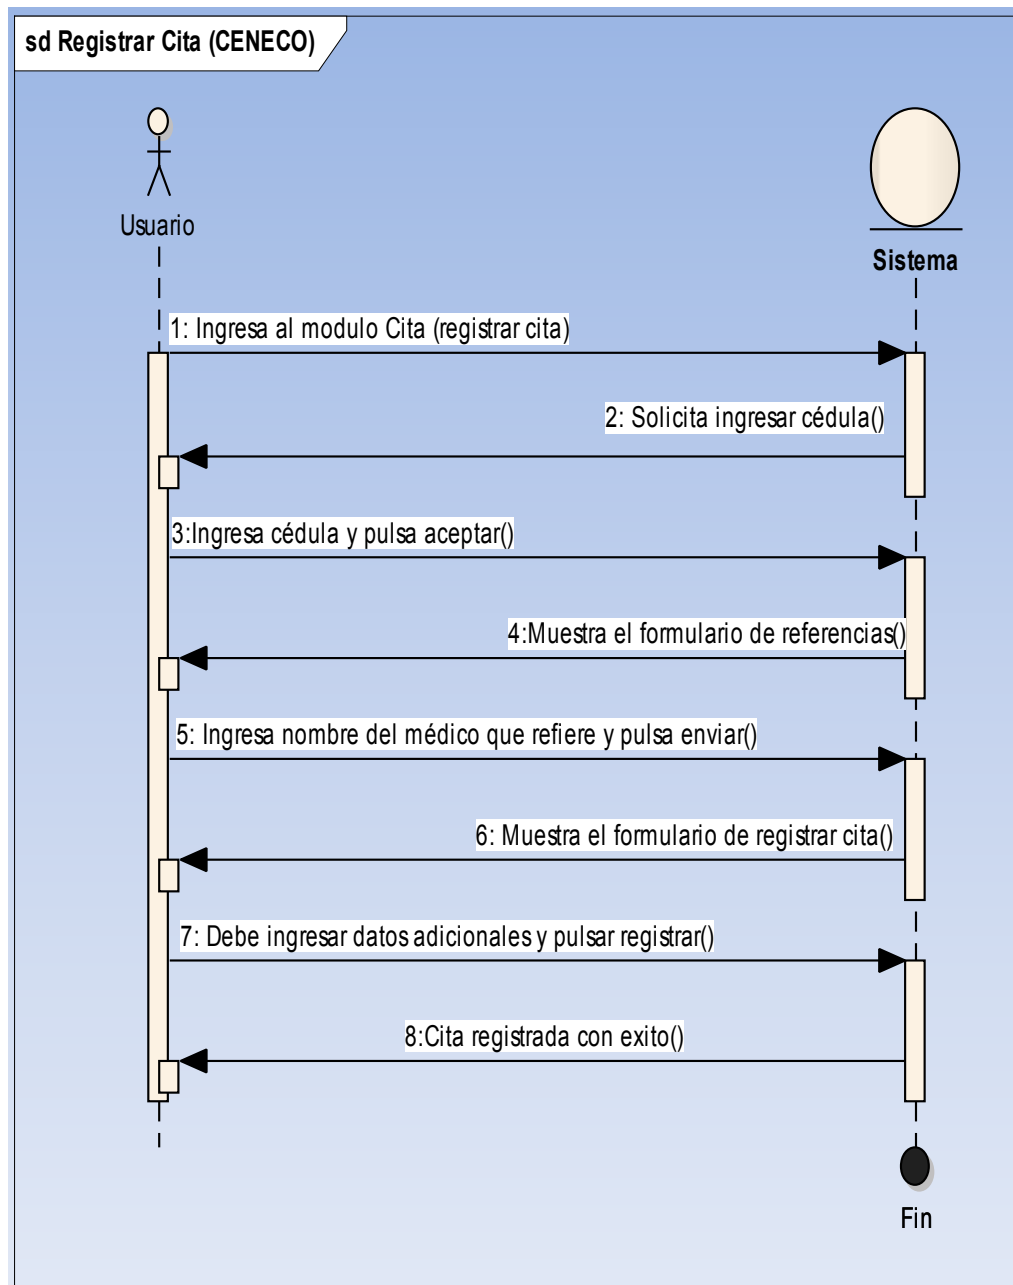 sd Registrar Cita (CENECO)
Usuario
Sistema
1: Ingresa al modulo Cita (registrar cita)
2: Solicita ingresar cédula()
3:Ingresa cédula y pulsa aceptar()
4:Muestra el formulario de referencias()
5: Ingresa nombre del médico que refiere y pulsa enviar()
6: Muestra el formulario de registrar cita()
7: Debe ingresar datos adicionales y pulsar registrar()
8:Cita registrada con exito()
Fin